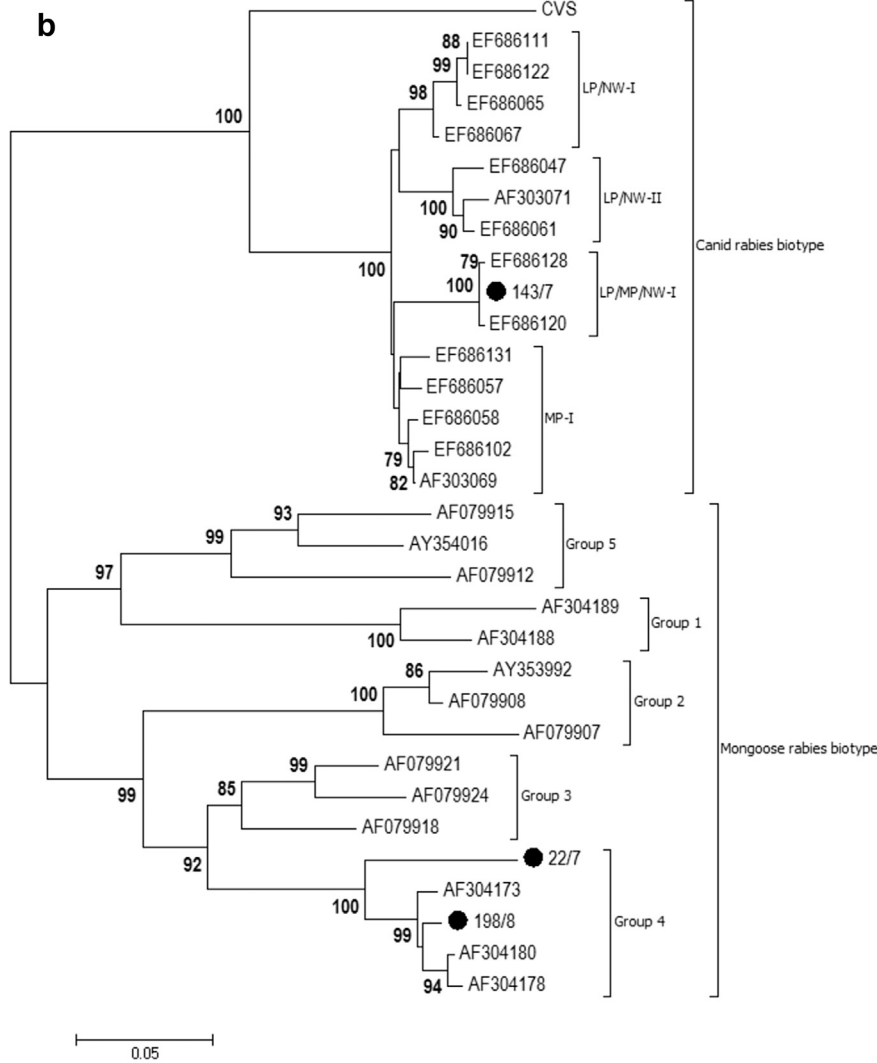 b
CVS
88
EF686111
99
EF686122
LP/NW-I
98
EF686065
100
EF686067
EF686047
AF303071
LP/NW-II
100
90
EF686061
Canid rabies biotype
100
79
EF686128
100
143/7
LP/MP/NW-I
EF686120
EF686131
EF686057
EF686058
MP-I
EF686102
79
82
AF303069
93
AF079915
99
AY354016
Group 5
97
AF079912
AF304189
Group 1
100
AF304188
86
AY353992
100
AF079908
Group 2
AF079907
Mongoose rabies biotype
99
99
AF079921
85
AF079924
Group 3
AF079918
92
22/7
100
AF304173
198/8
Group 4
99
AF304180
94
AF304178
0.05